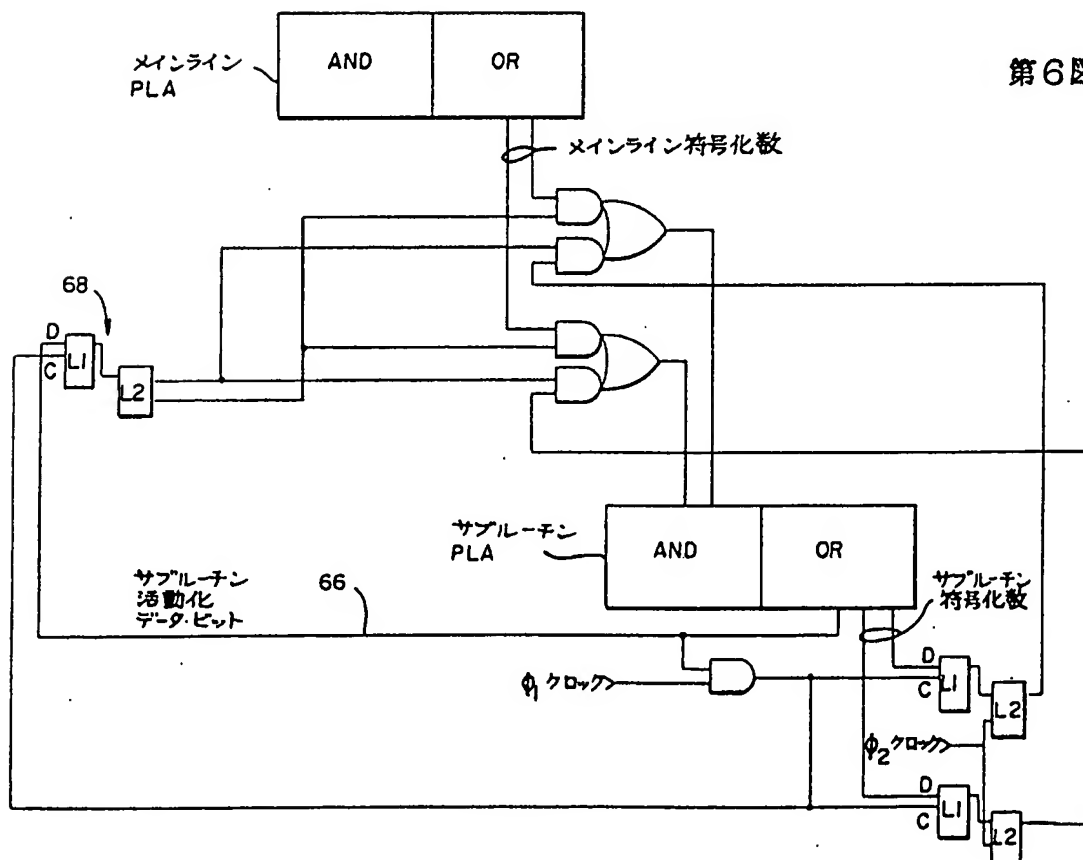 第6図
メインライン
PLA
AND
OR
メインライン符号化数
68
D
C
L1
L2
サブルーチン
PLA
AND
OR
サブルーチン
活動化
データ・ビット
66
サブルーチン
符号化数
φ1 クロック
D
C
L1
L2
φ2 クロック
D
C
L1
L2